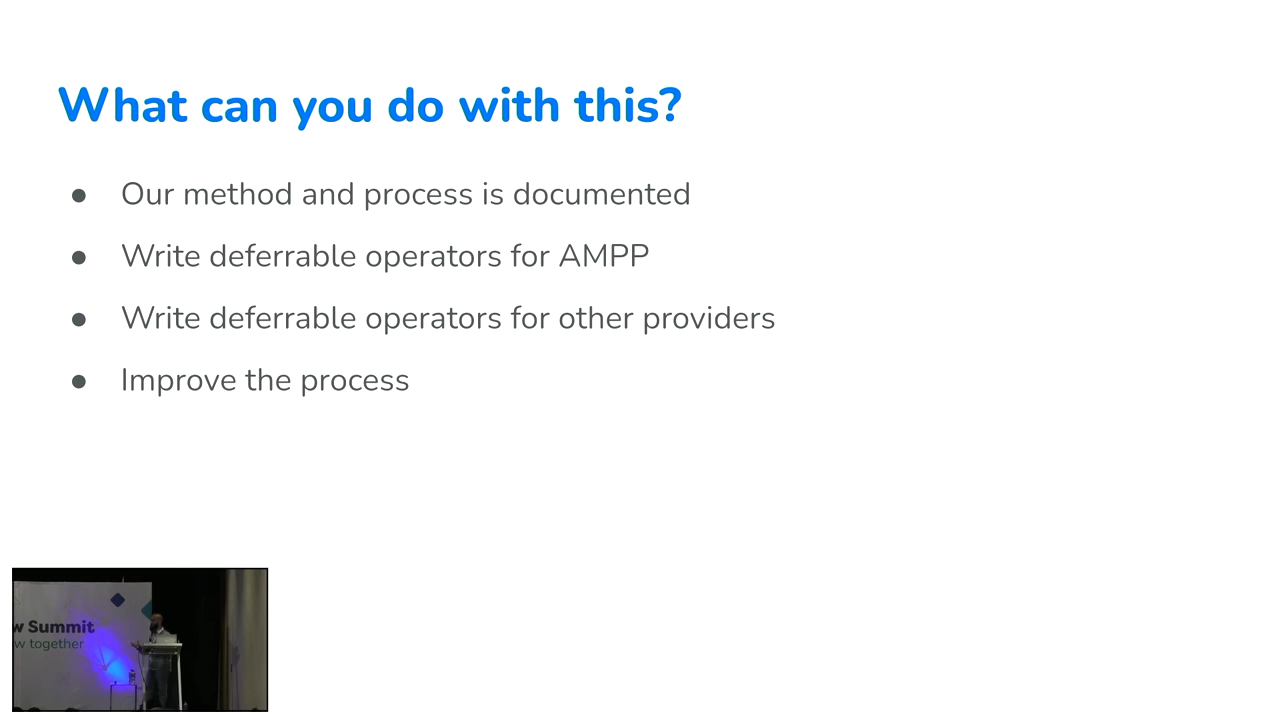 What can you do with this?
● Our method and process is documented
● Write deferrable operators for AMPP
● Write deferrable operators for other providers
● Improve the process
w Summit
w together